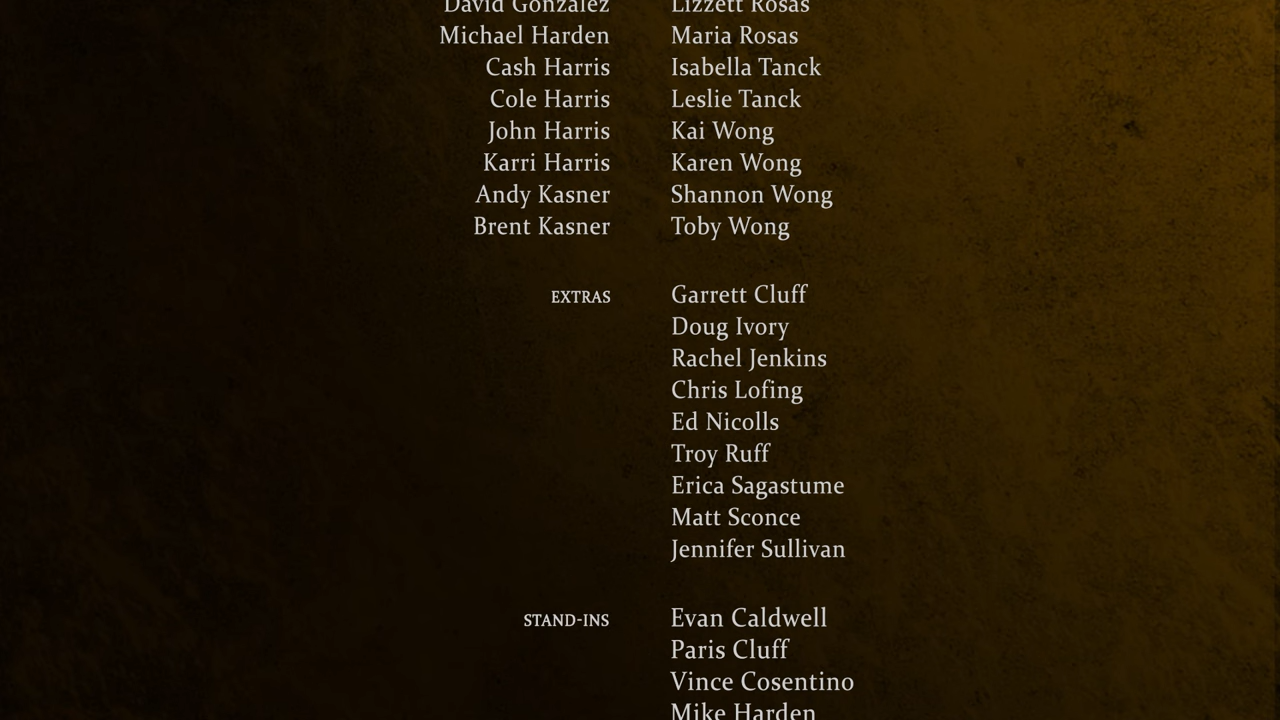 David Gonzalez Lizzett Rosas
Michael Harden Maria Rosas
Cash Harris Isabella Tanck
Cole Harris Leslie Tanck
John Harris Kai Wong
Karri Harris Karen Wong
Andy Kasner Shannon Wong
Brent Kasner Toby Wong
EXTRAS Garrett Cluff
Doug Ivory
Rachel Jenkins
Chris Lofing
Ed Nicolls
Troy Ruff
Erica Sagastume
Matt Sconce
Jennifer Sullivan
STAND-INS Evan Caldwell
Paris Cluff
Vince Cosentino
Mike Harden